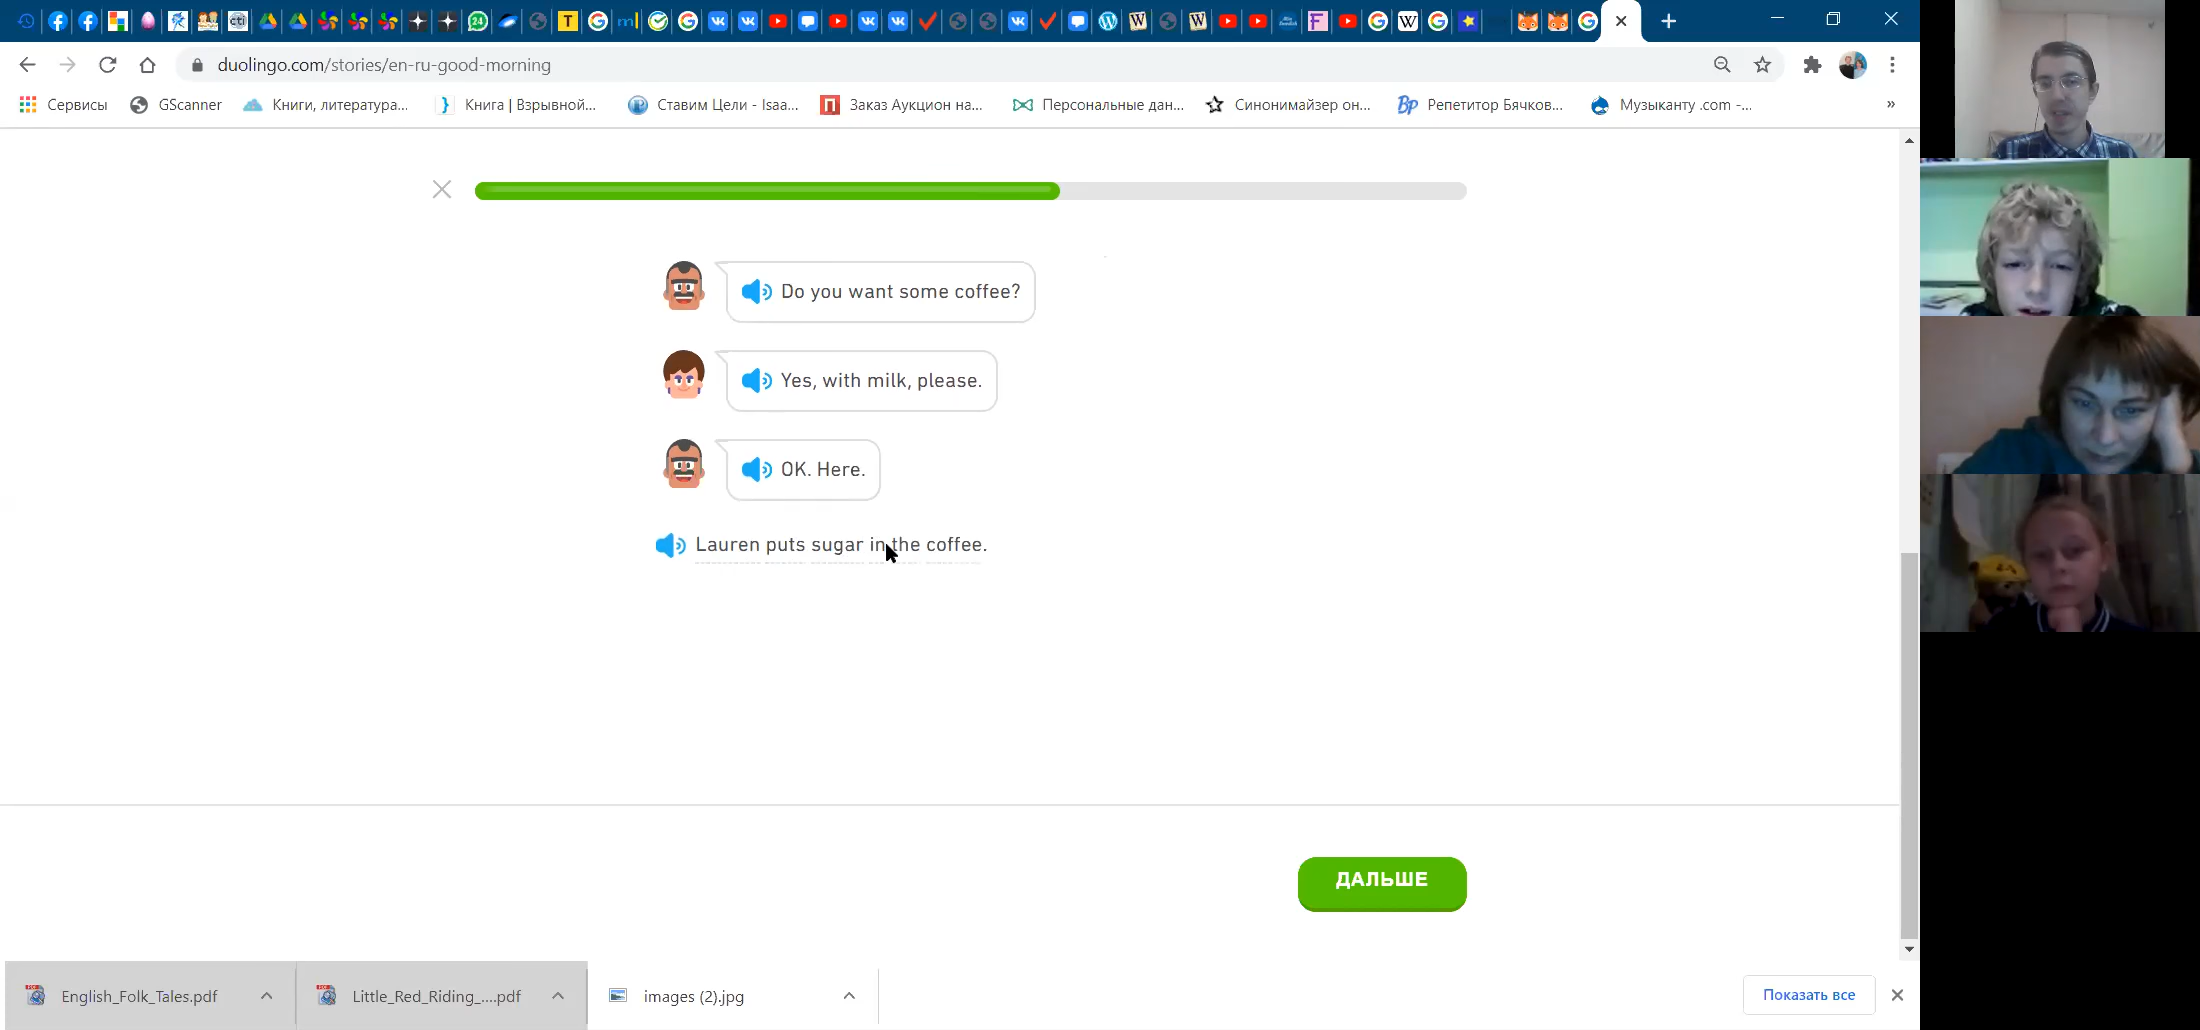 duolingo.com/stories/en-ru-good-morning
Сервисы GScanner Книги, литература... Книга | Взрывной... Ставим Цели - Isaa... Заказ Аукцион на... Персональные дан... Синонимайзер он... Репетитор Бячков... Музыканту .com -... »
Do you want some coffee?
Yes, with milk, please.
OK. Here.
Lauren puts sugar in the coffee.
ДАЛЬШЕ
English_Folk_Tales.pdf Little_Red_Riding_....pdf images (2).jpg Показать все